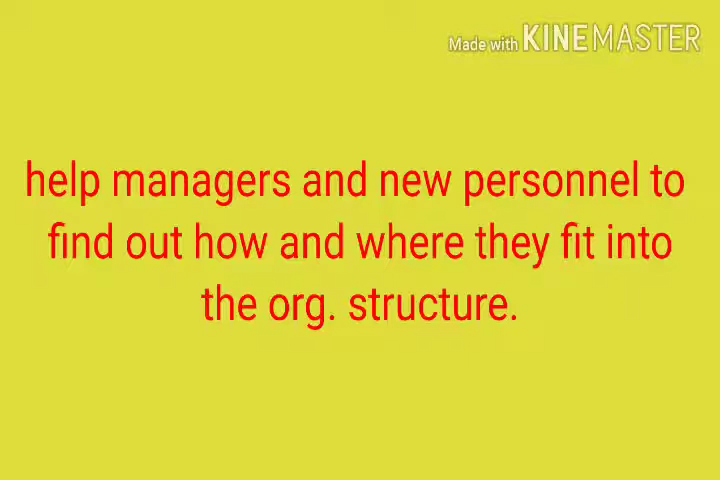 Made with KINEMASTER
help managers and new personnel to
find out how and where they fit into
the org. structure.